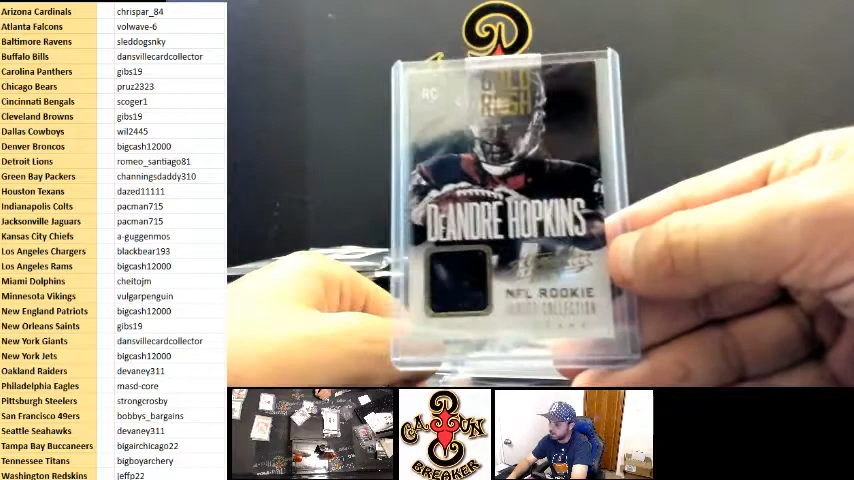 Arizona Cardinals chrispar_84
Atlanta Falcons volwave-6
Baltimore Ravens sleddogsnky
Buffalo Bills dansvillecardcollector
Carolina Panthers gibs19
Chicago Bears pruz2323
Cincinnati Bengals scoger1
Cleveland Browns gibs19
Dallas Cowboys wil2445
Denver Broncos bigcash12000
Detroit Lions romeo_santiago81
Green Bay Packers channingsdaddy310
Houston Texans dazed11111
Indianapolis Colts pacman715
Jacksonville Jaguars pacman715
Kansas City Chiefs a-guggenmos
Los Angeles Chargers blackbear193
Los Angeles Rams bigcash12000
Miami Dolphins cheitojm
Minnesota Vikings vulgarpenguin
New England Patriots bigcash12000
New Orleans Saints gibs19
New York Giants dansvillecardcollector
New York Jets bigcash12000
Oakland Raiders devaney311
Philadelphia Eagles masd-core
Pittsburgh Steelers strongcrosby
San Francisco 49ers bobbys_bargains
Seattle Seahawks devaney311
Tampa Bay Buccaneers bigairchicago22
Tennessee Titans bigboyarchery
Washington Redskins jeffp22
RC
GOLD
RUSH
DEANDRE HOPKINS
NFL ROOKIE
COLLECTION
CAJUN
BREAKER